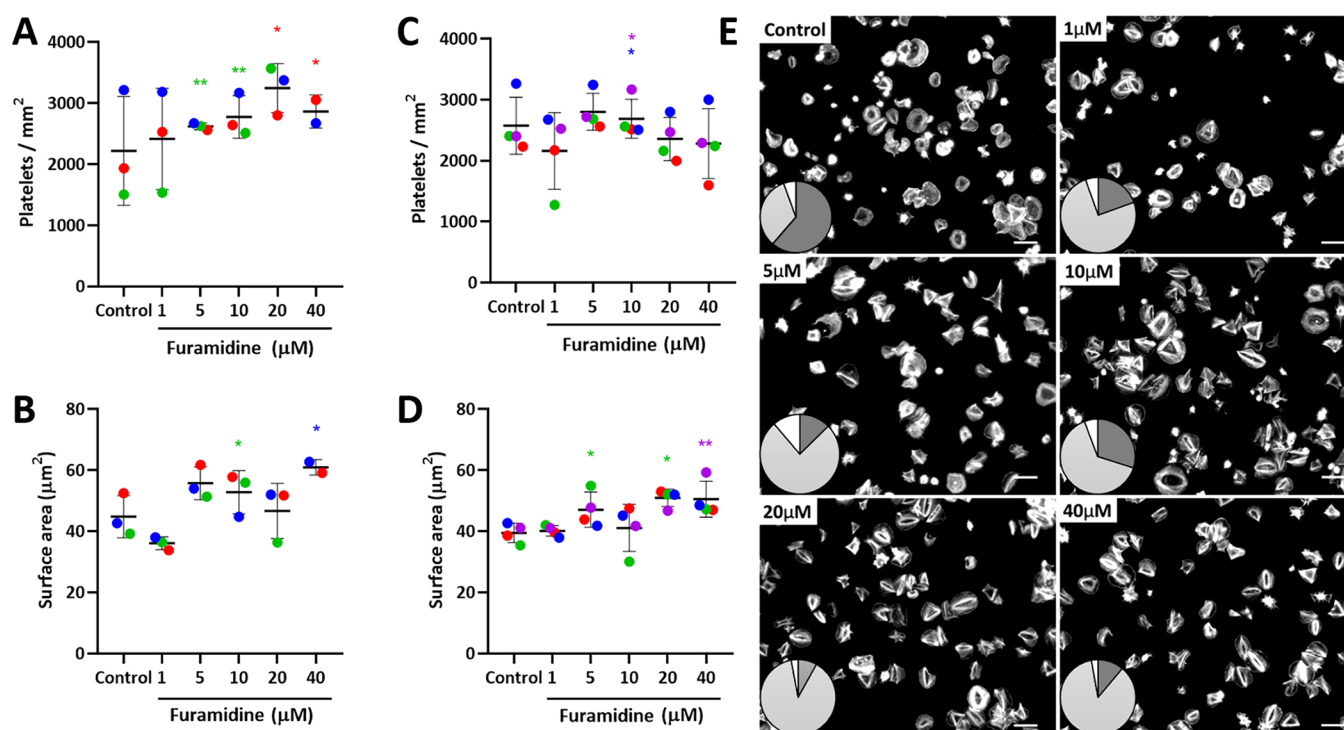 A
4000
3000
2000
1000
0
Platelets / mm²
** ** * *
Control 1 5 10 20 40
Furamidine (μM)
B
80
60
40
20
0
Surface area (μm²)
* *
Control 1 5 10 20 40
Furamidine (μM)
C
4000
3000
2000
1000
0
Platelets / mm²
*
*
Control 1 5 10 20 40
Furamidine (μM)
D
80
60
40
20
0
Surface area (μm²)
* * **
Control 1 5 10 20 40
Furamidine (μM)
E
Control
1μM
5μM
10μM
20μM
40μM